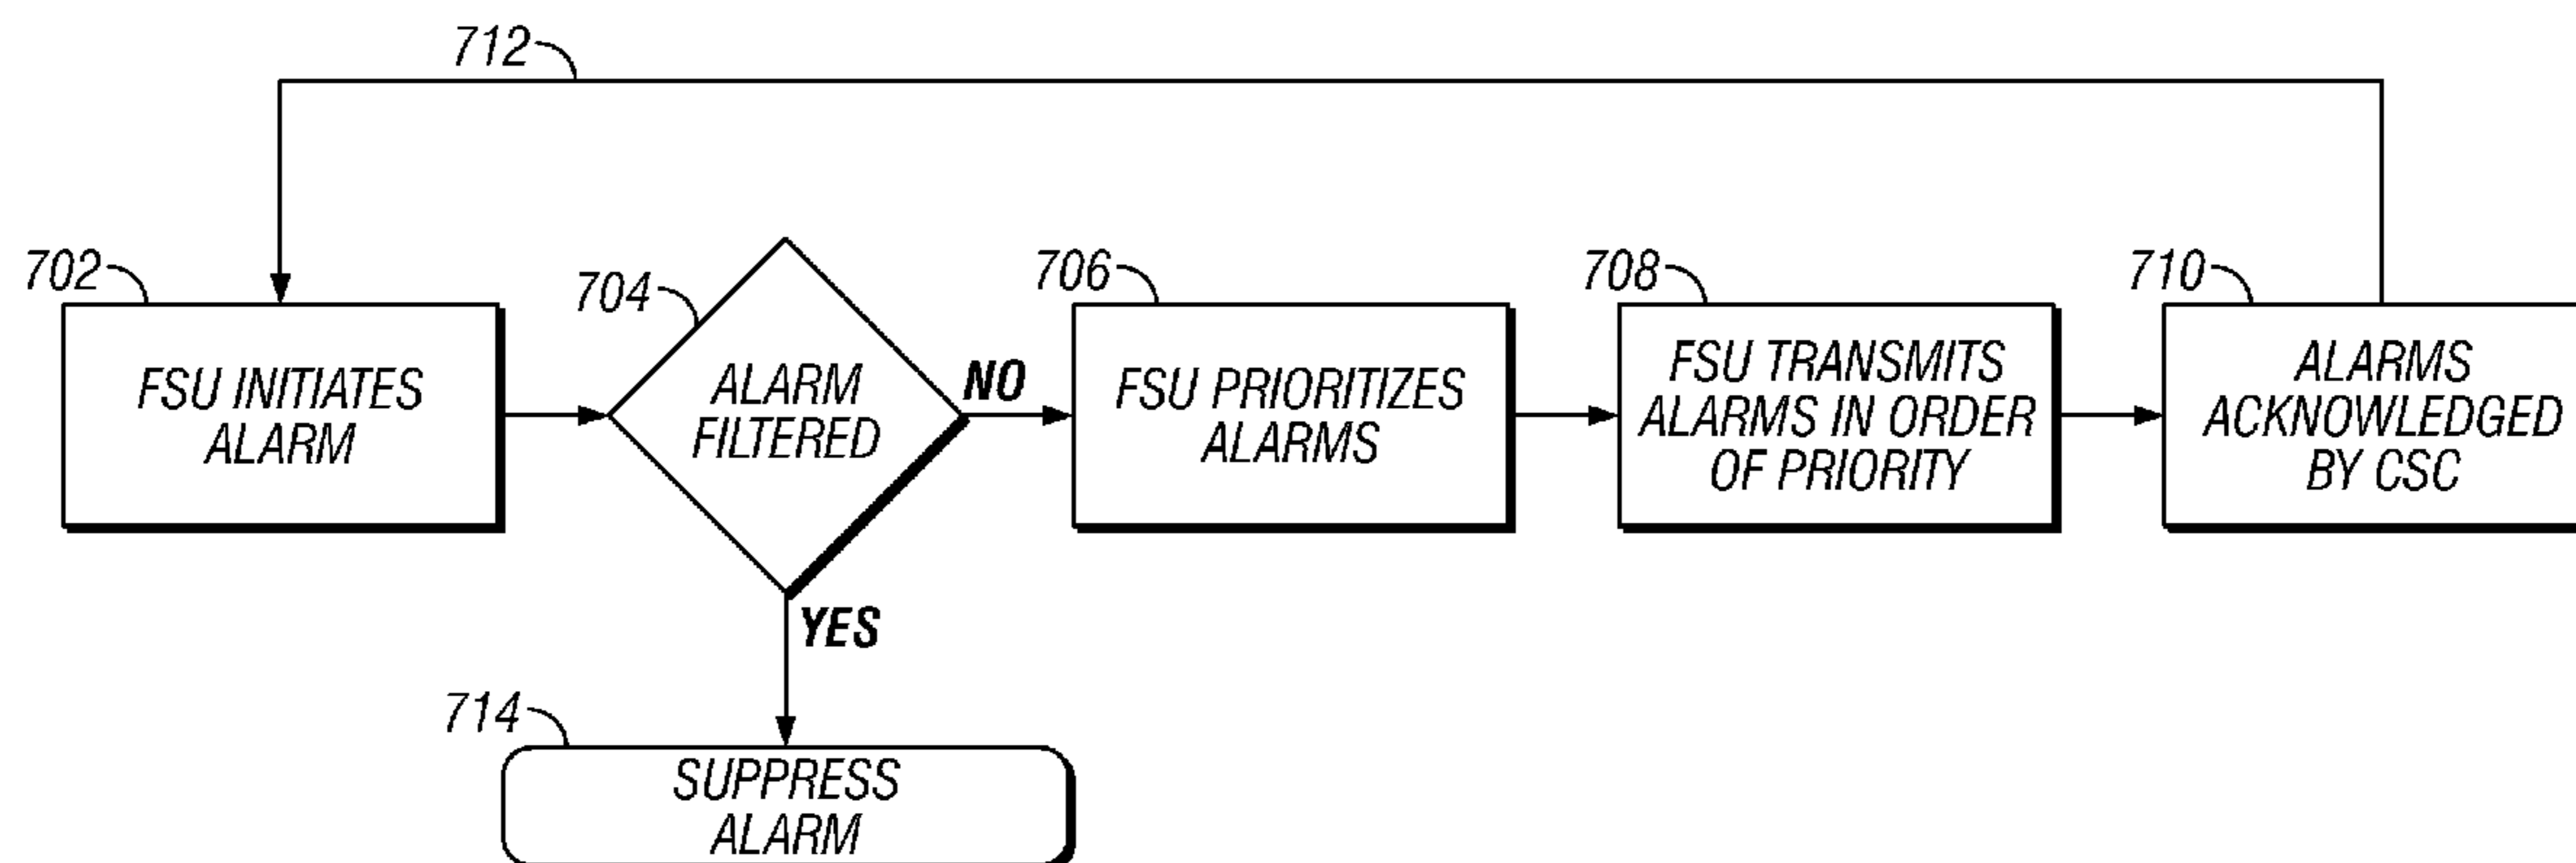 712
702
FSU INITIATES
ALARM
704
ALARM
FILTERED
NO
YES
706
FSU PRIORITIZES
ALARMS
708
FSU TRANSMITS
ALARMS IN ORDER
OF PRIORITY
710
ALARMS
ACKNOWLEDGED
BY CSC
714
SUPPRESS
ALARM